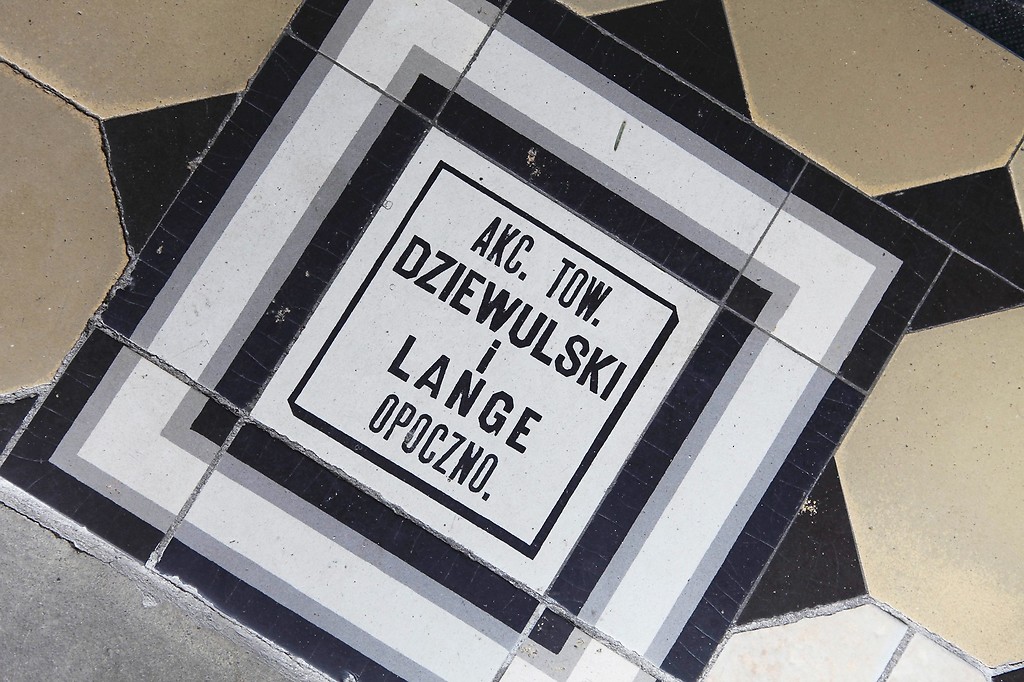 AKC. TOW.
DZIEWULSKI
i
LANGE
OPOCZNO.